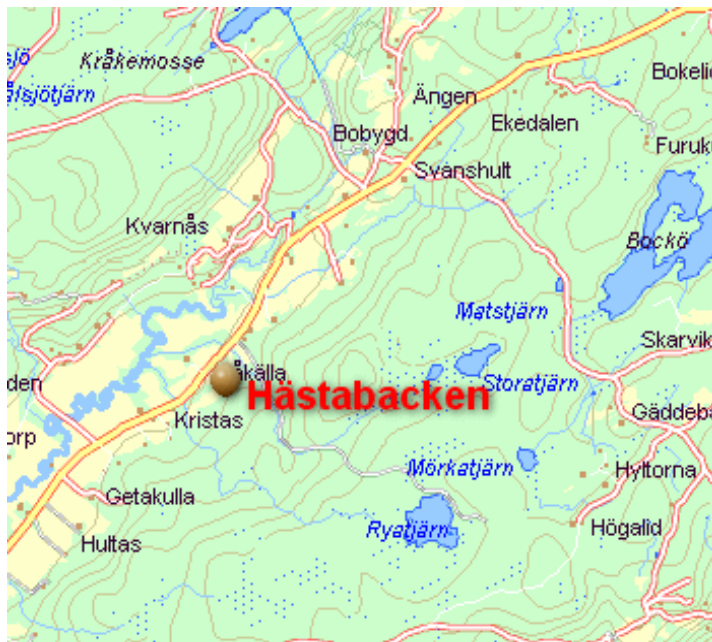 Kråkemosse
Bokelid
Ängen
Ekedalen
Bobygd
Svanshult
Kvarnås
Bockö
Matstjärn
Skarvik
Storatjärn
Hästabacken
Kristas
Gäddebä
Mörkatjärn
Hyltorna
Getakulla
Högalid
Ryatjärn
Hultas